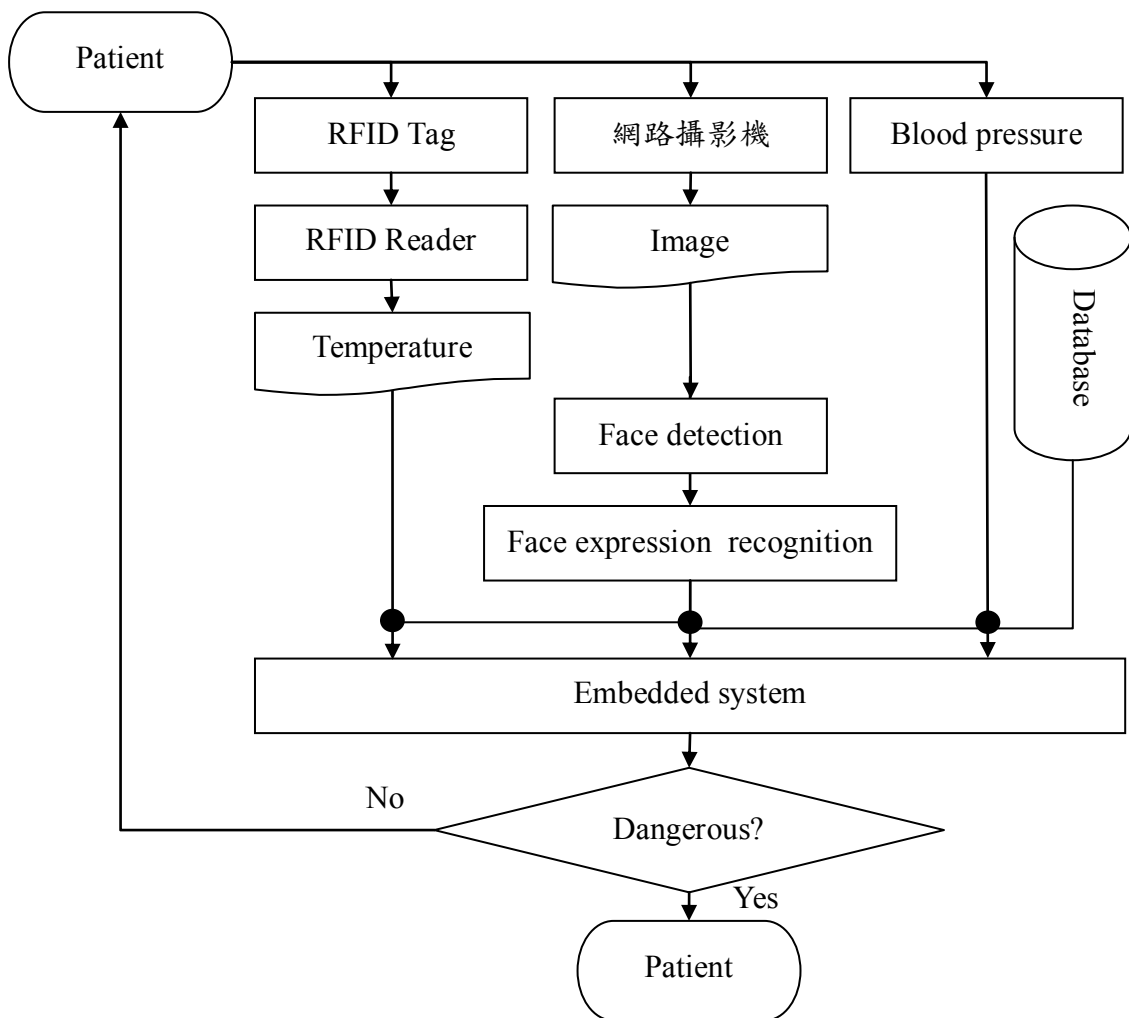 Patient
RFID Tag
網路攝影機
Blood pressure
RFID Reader
Image
Database
Temperature
Face detection
Face expression recognition
Embedded system
No
Dangerous?
Yes
Patient